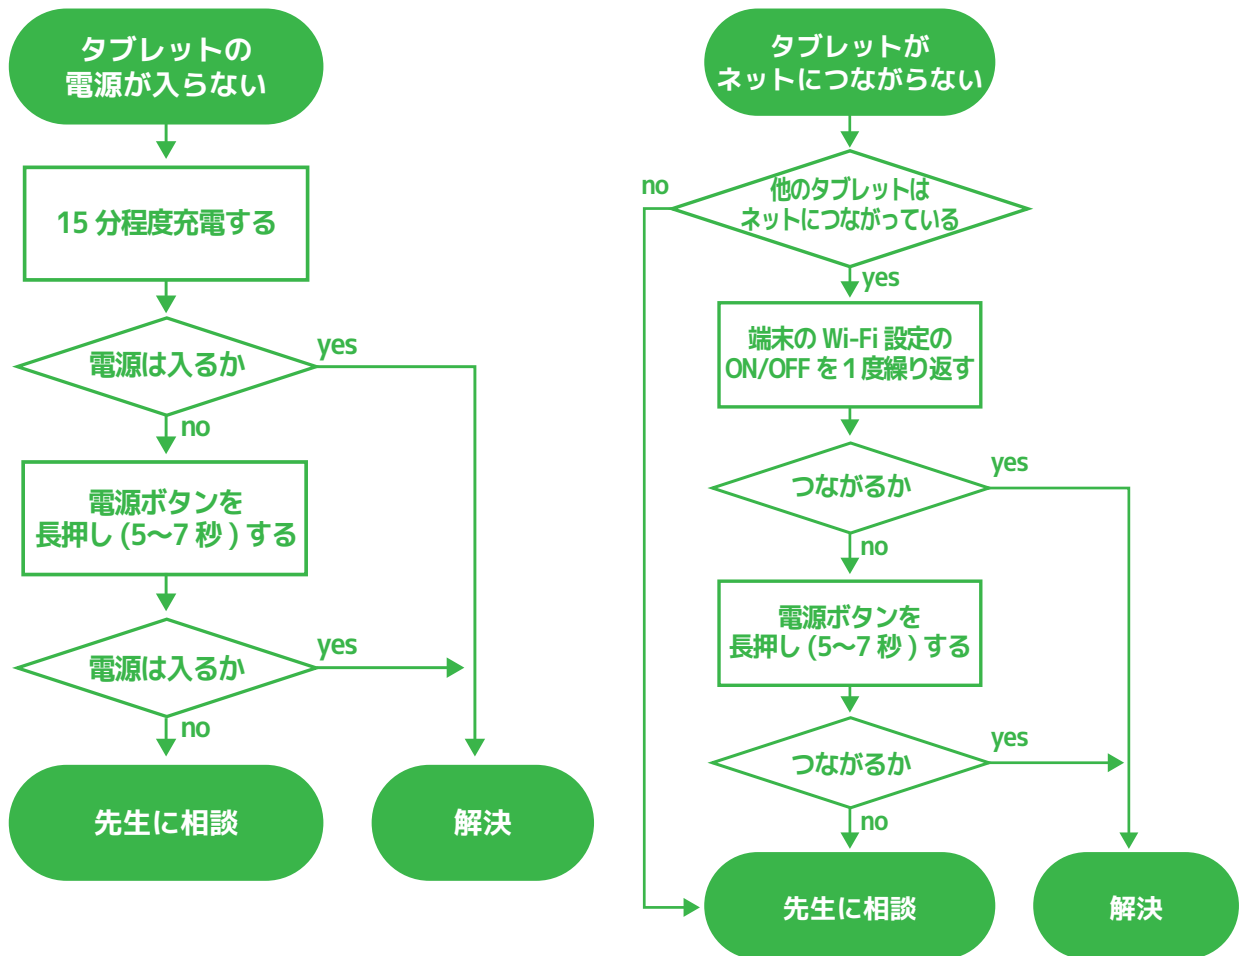 タブレットの
電源が入らない
15 分程度充電する
電源は入るか
yes
no
電源ボタンを
長押し (5〜7 秒 ) する
電源は入るか
yes
no
先生に相談
解決
タブレットが
ネットにつながらない
他のタブレットは
ネットにつながっている
no
yes
端末の Wi-Fi 設定の
ON/OFF を 1 度繰り返す
つながるか
yes
no
電源ボタンを
長押し (5〜7 秒 ) する
つながるか
yes
no
先生に相談
解決